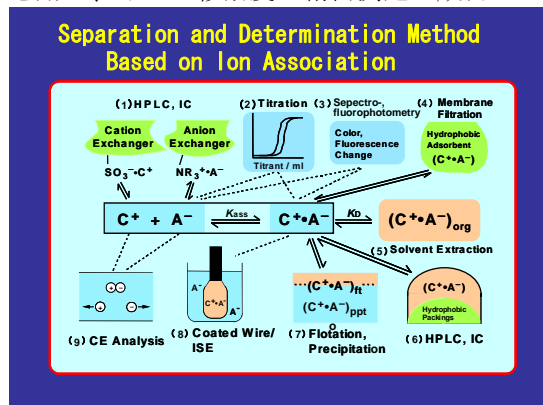 Separation and Determination Method
Based on Ion Association
(1) HPLC, IC
(2) Titration
(3) Sepectro-,
fluorophotometry
(4) Membrane
Filtration
Cation
Exchanger
Anion
Exchanger
Titrant / ml
Color,
Fluorescence
Change
Hydrophobic
Adsorbent
(C⁺•A⁻)
SO₃⁻•C⁺
NR₃⁺•A⁻
C⁺ + A⁻
Kass
C⁺•A⁻
KD
(C⁺•A⁻)org
(5) Solvent Extraction
+ −
− +
A⁻
C⁺•A⁻
A⁻
(C⁺•A⁻)ft
(C⁺•A⁻)ppt
o
(C⁺•A⁻)
Hydrophobic
Packings
(9) CE Analysis
(8) Coated Wire/
ISE
(7) Flotation,
Precipitation
(6) HPLC, IC